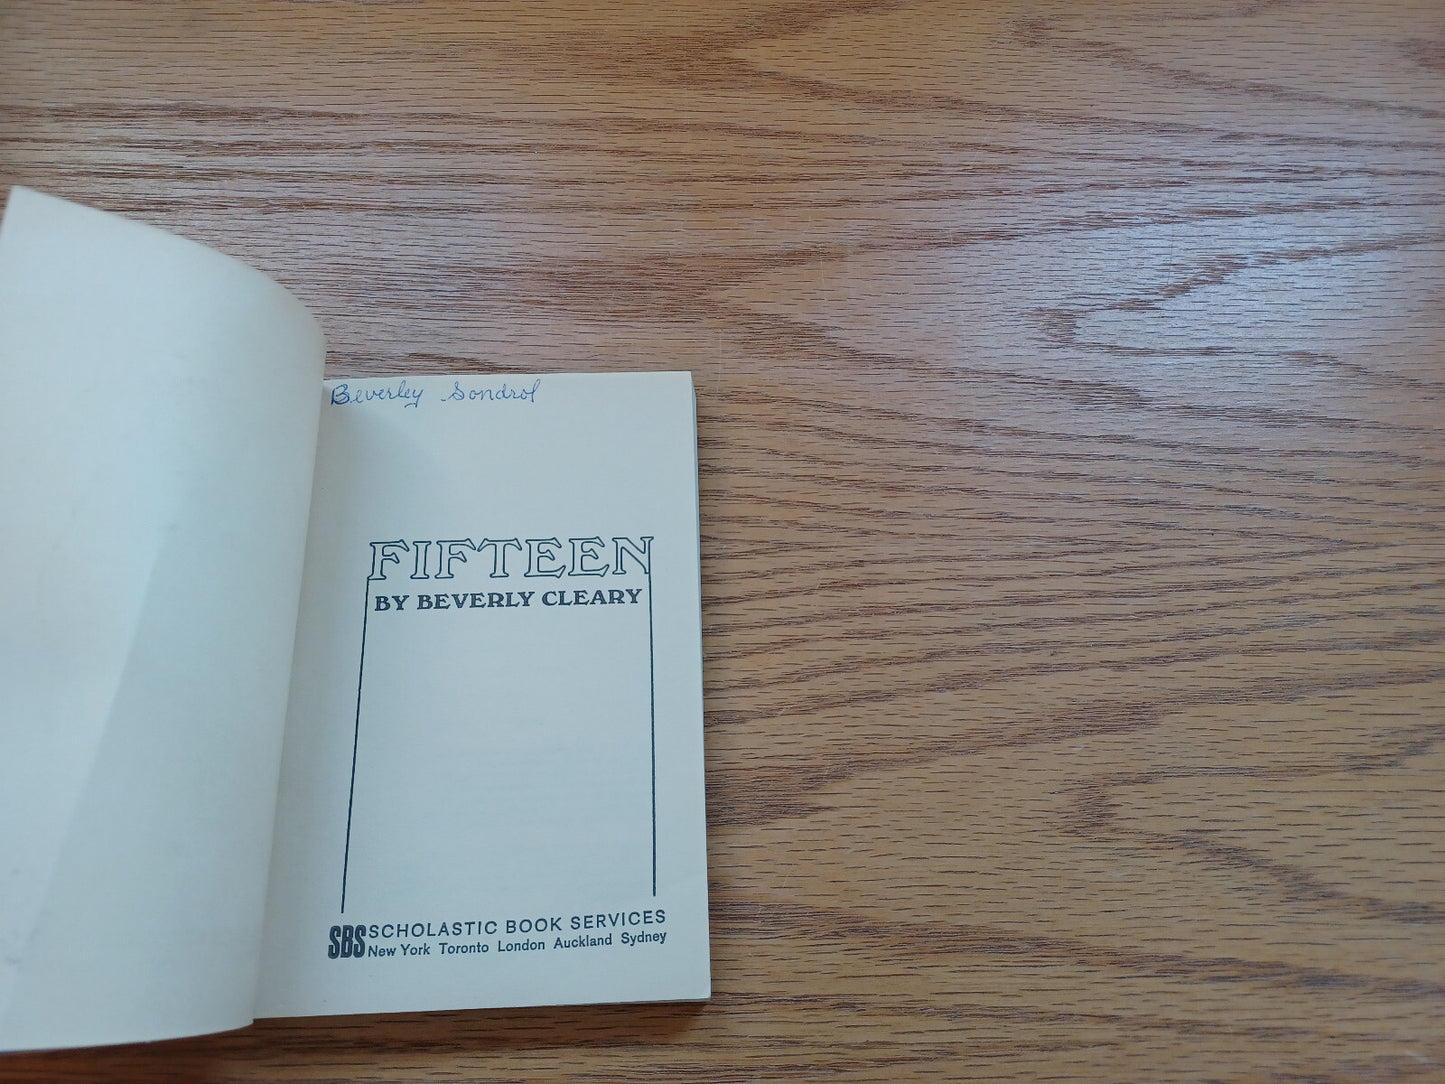 Beverley Sondrol
FIFTEEN
BY BEVERLY CLEARY
SBS SCHOLASTIC BOOK SERVICES
New York Toronto London Auckland Sydney